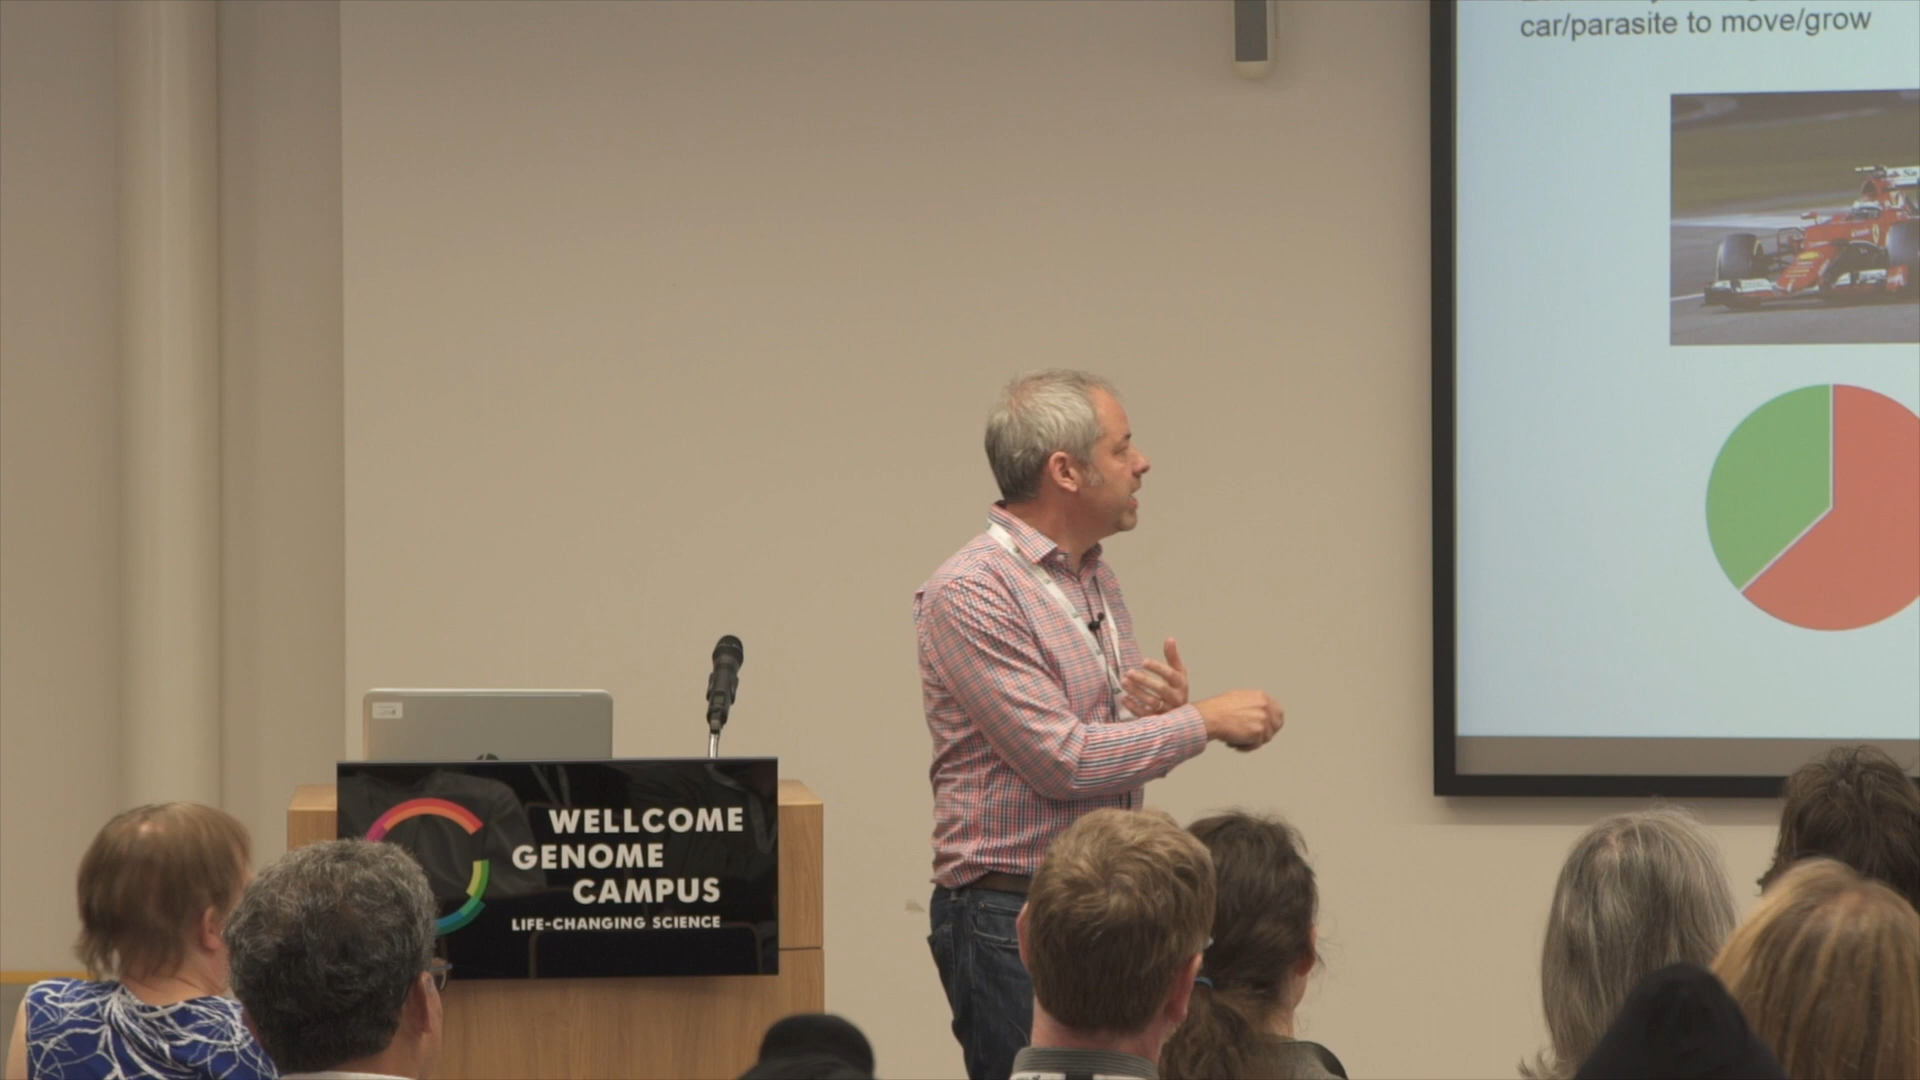 car/parasite to move/grow
WELLCOME
GENOME
CAMPUS
LIFE-CHANGING SCIENCE